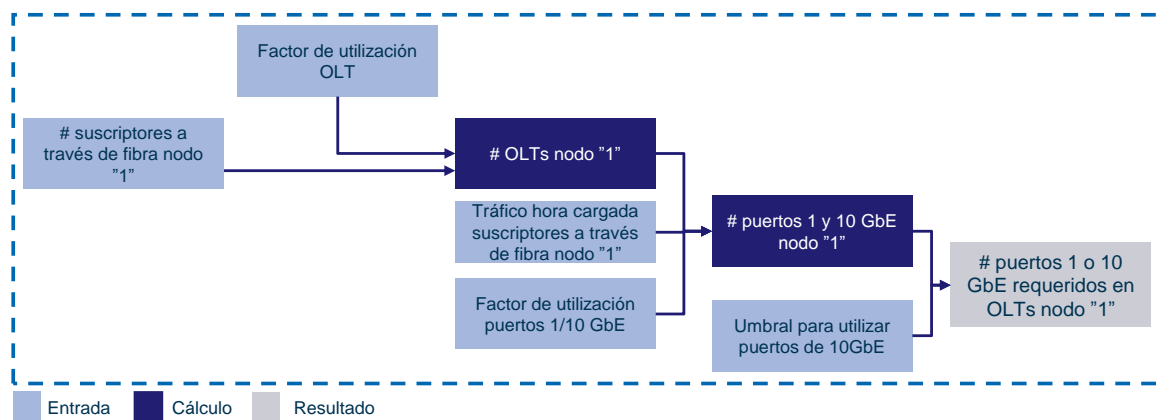 Factor de utilización
OLT
# suscriptores a
través de fibra nodo
”1”
# OLTs nodo ”1”
Tráfico hora cargada
suscriptores a través
de fibra nodo ”1”
# puertos 1 y 10 GbE
nodo ”1”
# puertos 1 o 10
GbE requeridos en
OLTs nodo ”1”
Factor de utilización
puertos 1/10 GbE
Umbral para utilizar
puertos de 10GbE
Entrada
Cálculo
Resultado